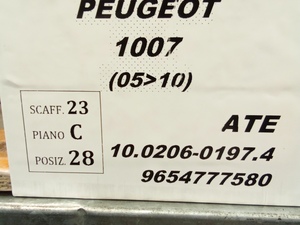 PEUGEOT
1007
(05>10)
SCAFF. 23
PIANO C
POSIZ. 28
ATE
10.0206-0197.4
9654777580